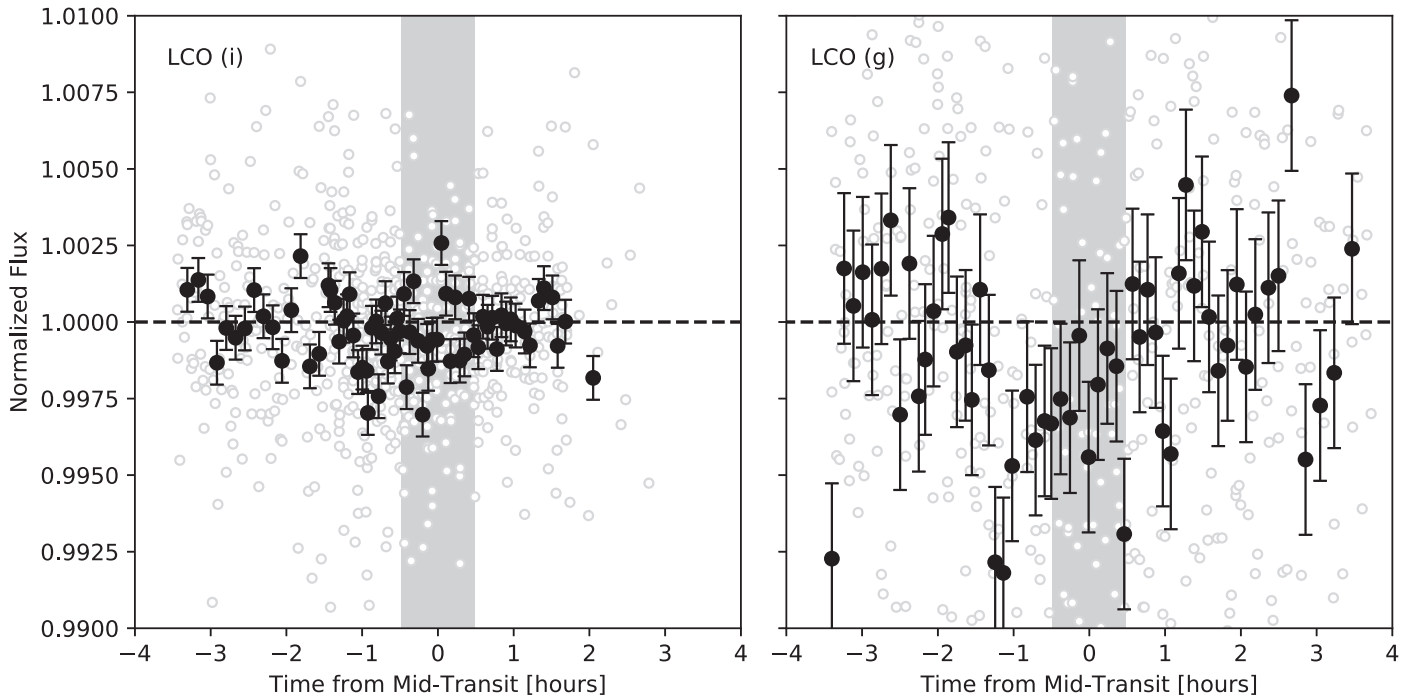 LCO (i)
LCO (g)
Normalized Flux
1.0100
1.0075
1.0050
1.0025
1.0000
0.9975
0.9950
0.9925
0.9900
−4 −3 −2 −1 0 1 2 3 4
−4 −3 −2 −1 0 1 2 3 4
Time from Mid-Transit [hours]
Time from Mid-Transit [hours]